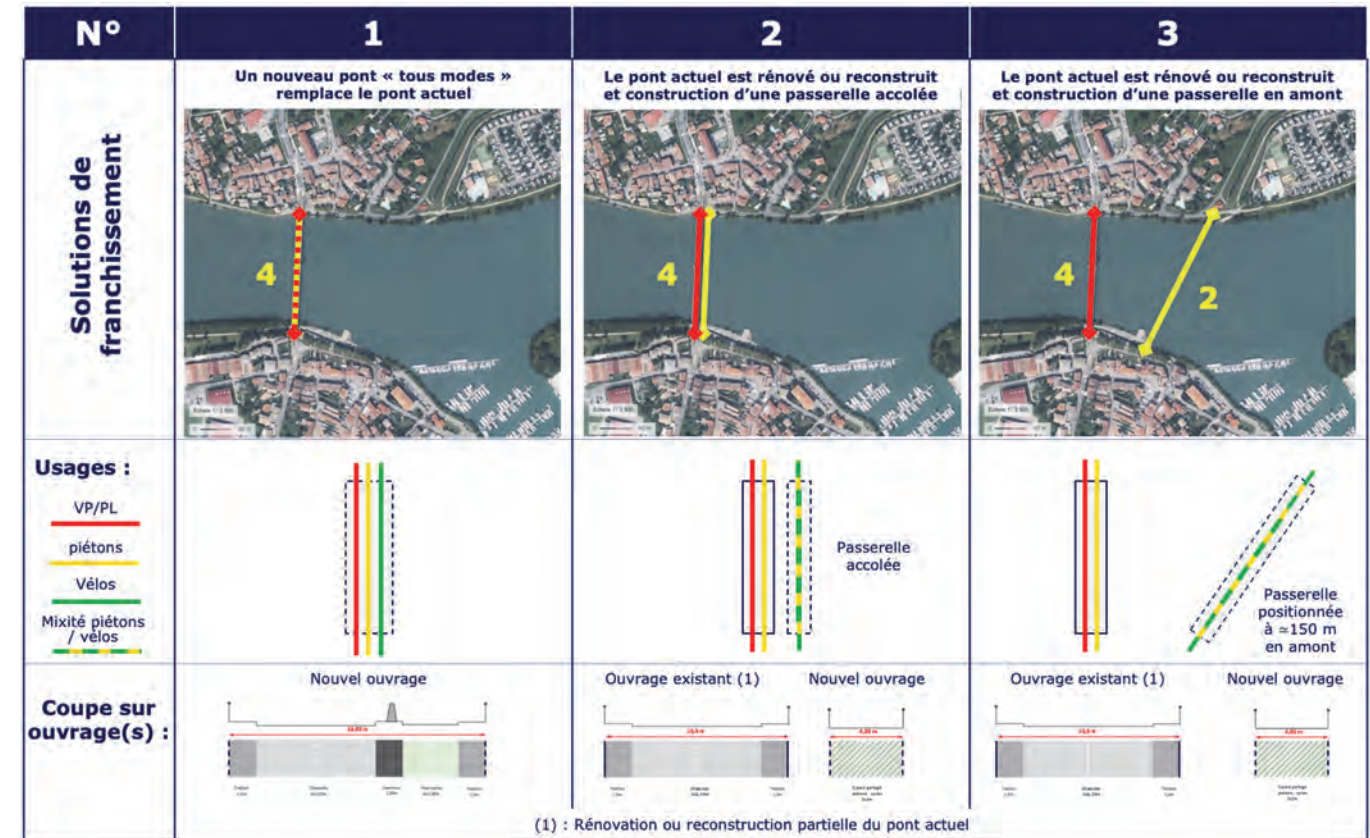 N°
1
2
3
Solutions de
franchissement
Un nouveau pont « tous modes »
remplace le pont actuel
4
Le pont actuel est rénové ou reconstruit
et construction d’une passerelle accolée
4
Le pont actuel est rénové ou reconstruit
et construction d’une passerelle en amont
4
2
Usages :
VP/PL
piétons
Vélos
Mixité piétons
/ vélos
Passerelle
accolée
Passerelle
positionnée
à ≃150 m
en amont
Coupe sur
ouvrage(s) :
Nouvel ouvrage
Ouvrage existant (1)
Nouvel ouvrage
4,00 m
Ouvrage existant (1)
Nouvel ouvrage
4,00 m
(1) : Rénovation ou reconstruction partielle du pont actuel